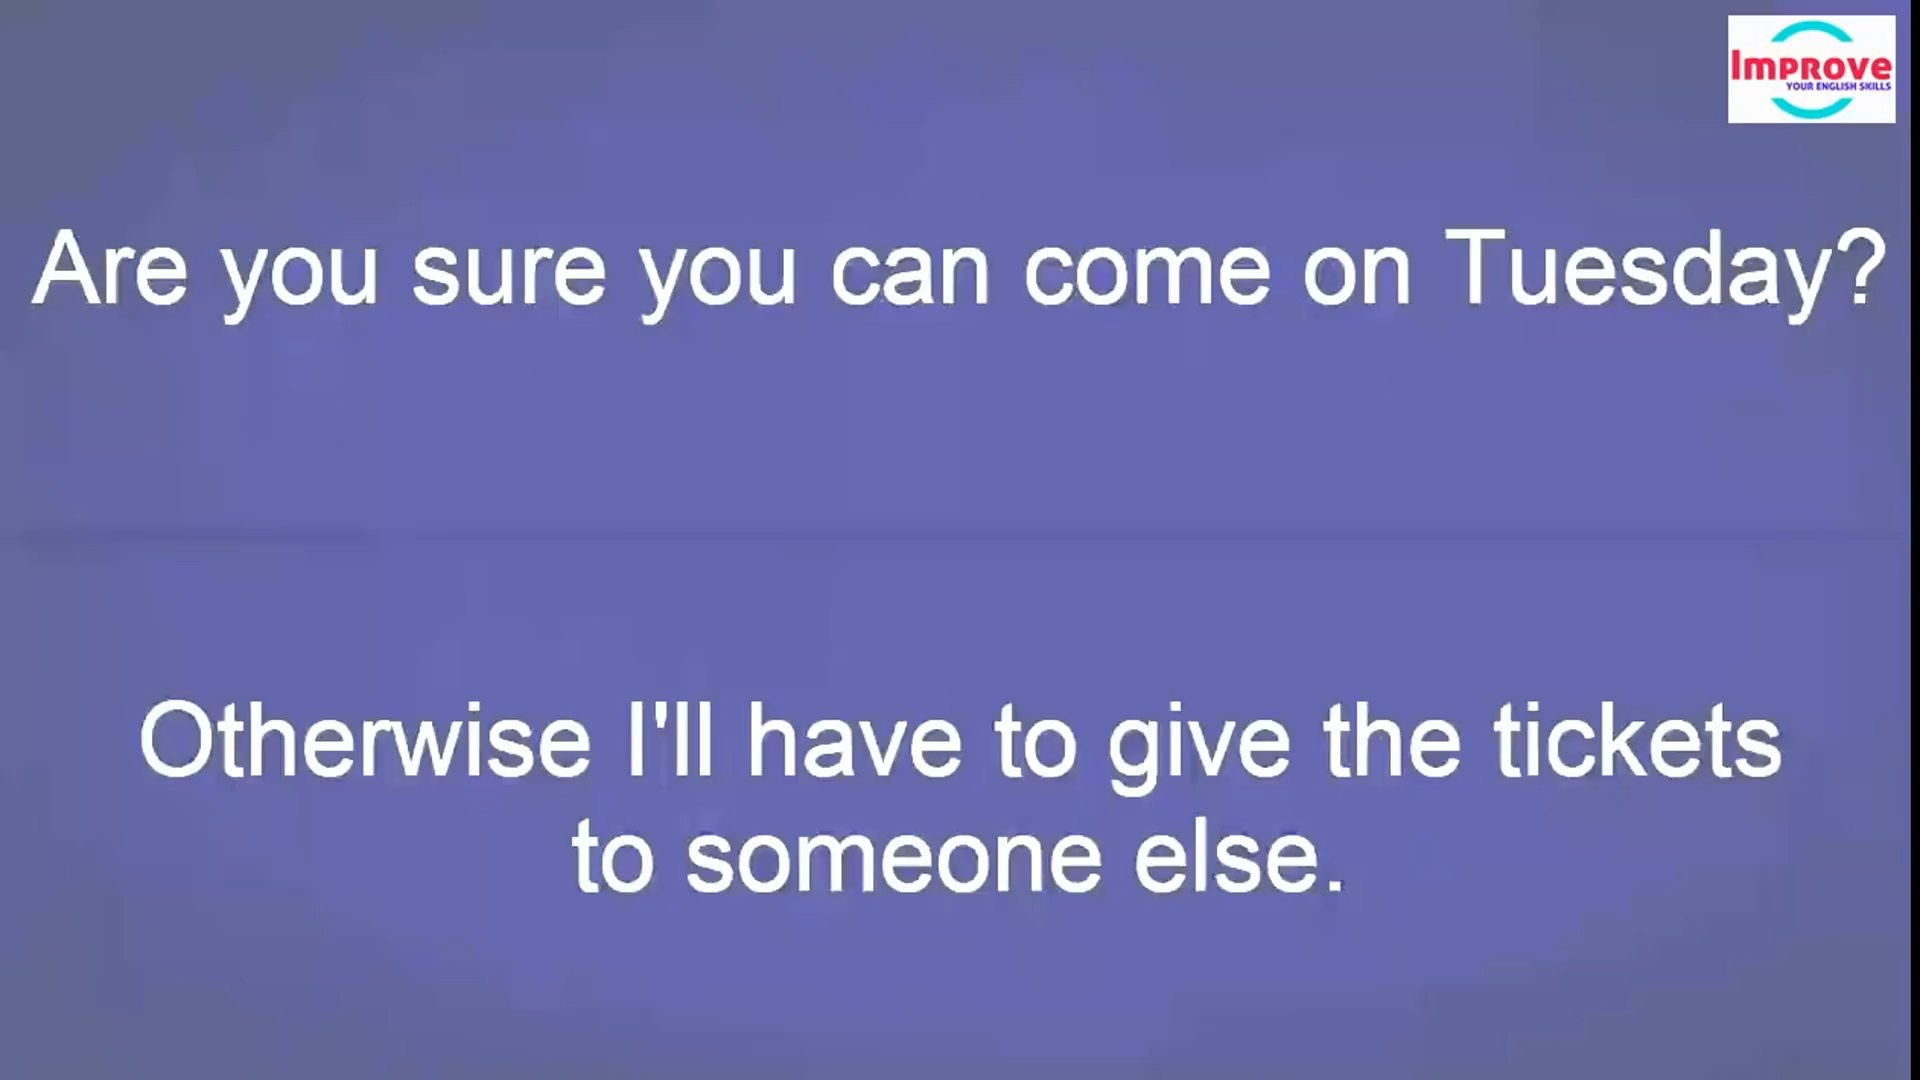 Improve
YOUR ENGLISH SKILLS
Are you sure you can come on Tuesday?
Otherwise I'll have to give the tickets
to someone else.